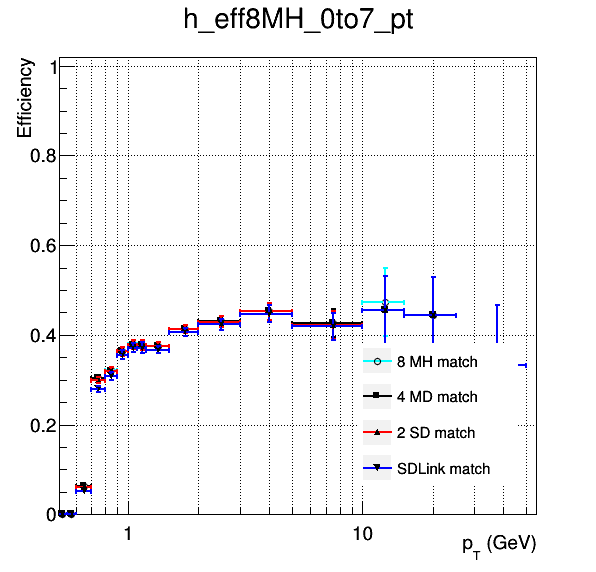 h_eff8MH_0to7_pt
Efficiency
1
0.8
0.6
0.4
0.2
0
8 MH match
4 MD match
2 SD match
SDLink match
1
10
p_T (GeV)